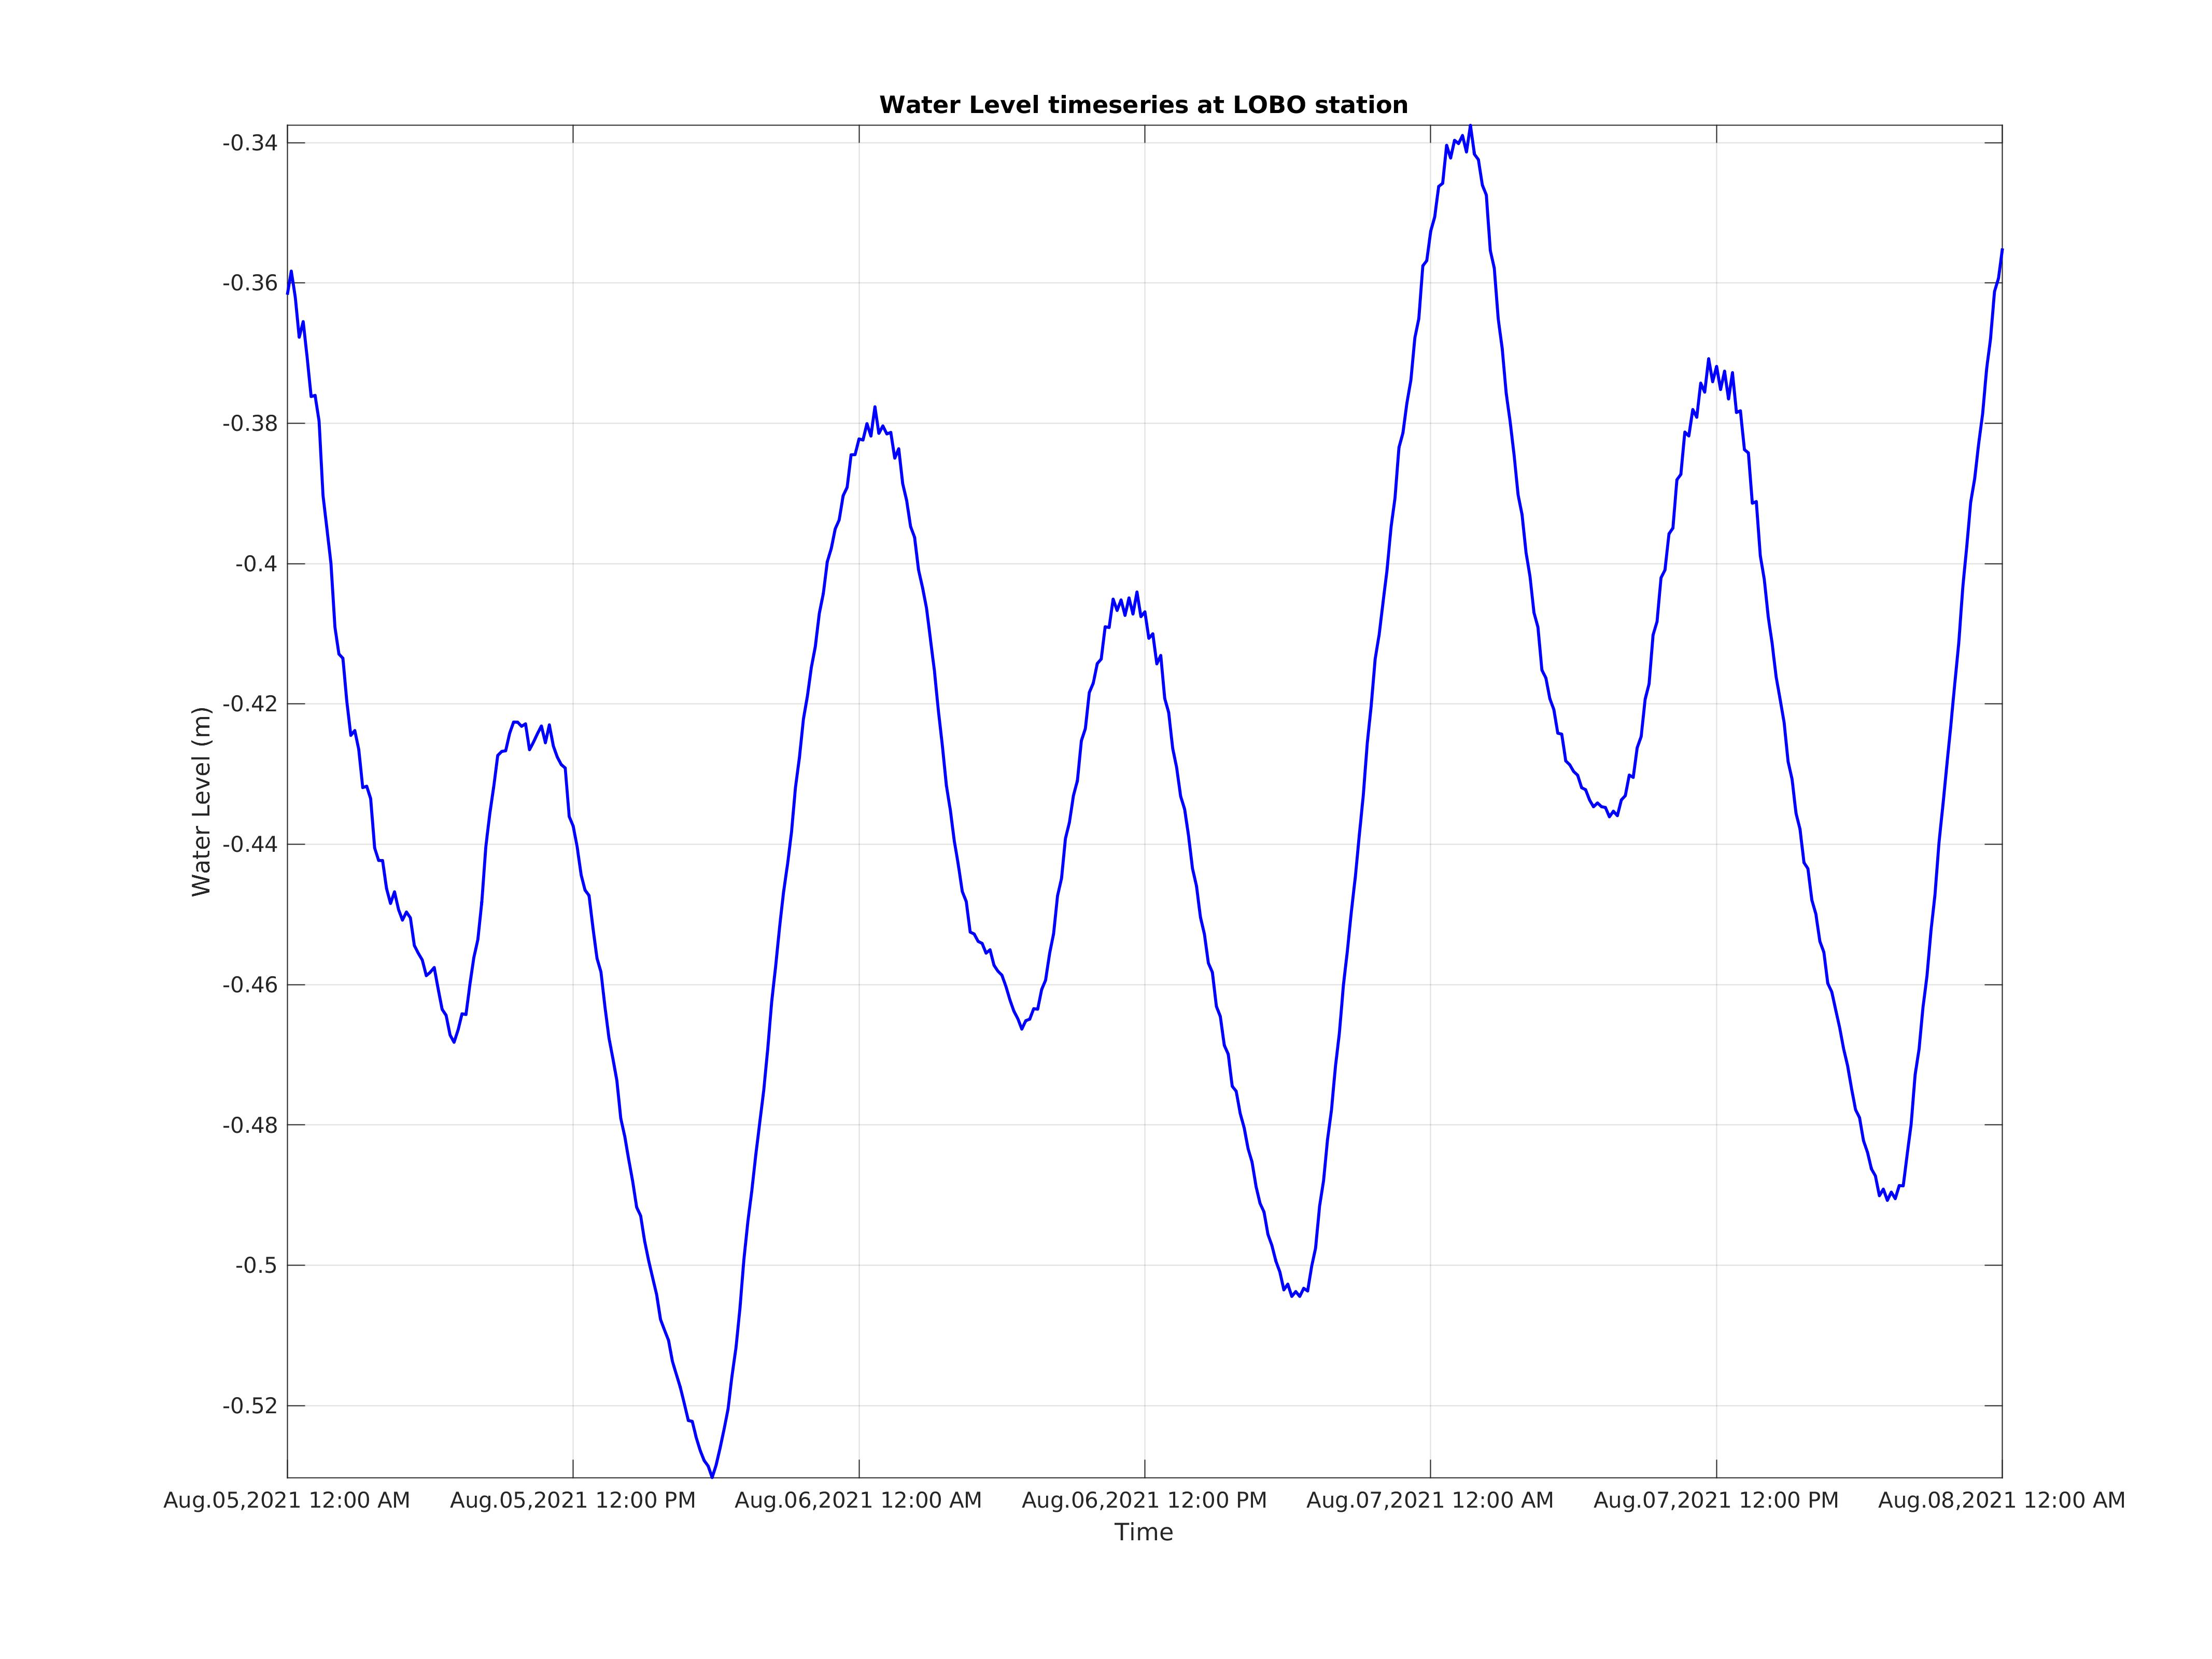 Water Level timeseries at LOBO station
-0.34
-0.36
-0.38
-0.4
-0.42
-0.44
-0.46
-0.48
-0.5
-0.52
Water Level (m)
Aug.05,2021 12:00 AM Aug.05,2021 12:00 PM Aug.06,2021 12:00 AM Aug.06,2021 12:00 PM Aug.07,2021 12:00 AM Aug.07,2021 12:00 PM Aug.08,2021 12:00 AM
Time